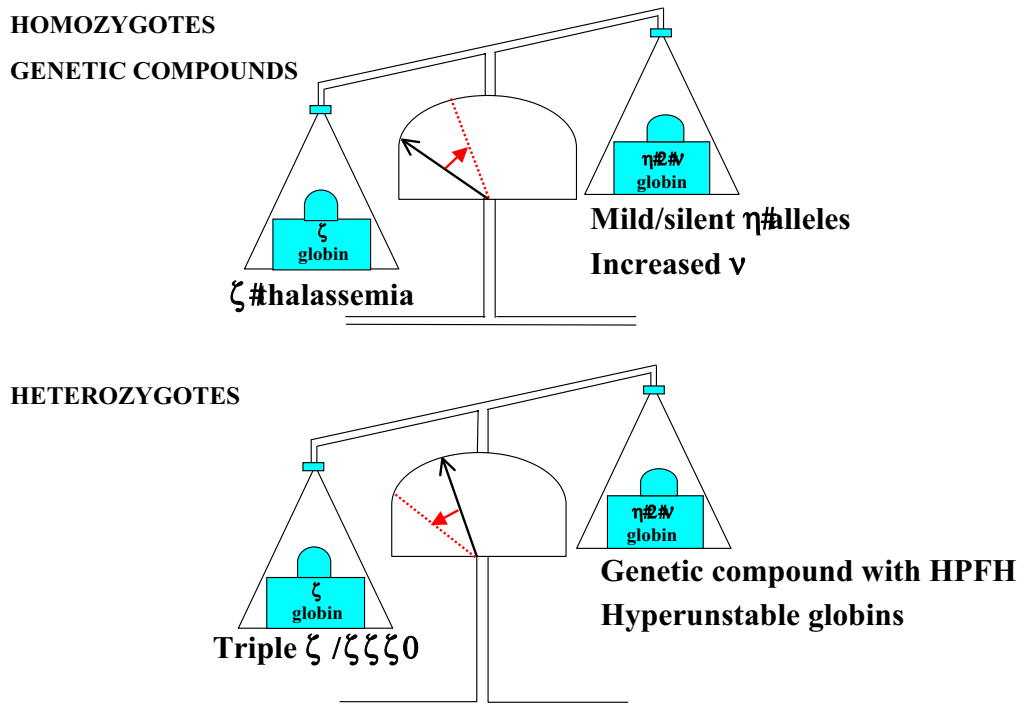 HOMOZYGOTES
GENETIC COMPOUNDS
ζ
globin
η#2#ν
globin
ζ#thalassemia
Mild/silent η#alleles
Increased ν
HETEROZYGOTES
ζ
globin
η#2#ν
globin
Triple ζ /ζζζ0
Genetic compound with HPFH
Hyperunstable globins